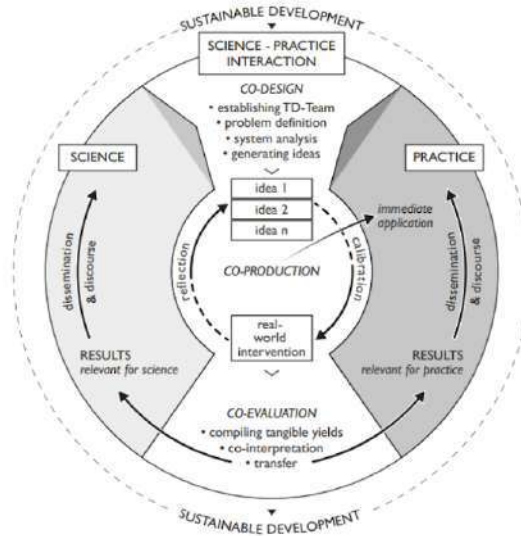 SUSTAINABLE DEVELOPMENT
SCIENCE - PRACTICE
INTERACTION
CO-DESIGN
• establishing TD-Team
• problem definition
• system analysis
• generating ideas
SCIENCE
PRACTICE
idea 1
idea 2
idea n
immediate
application
dissemination
& discourse
reflection
CO-PRODUCTION
calibration
dissemination
& discourse
real-
world
intervention
RESULTS
relevant for science
RESULTS
relevant for practice
CO-EVALUATION
• compiling tangible yields
• co-interpretation
• transfer
SUSTAINABLE DEVELOPMENT